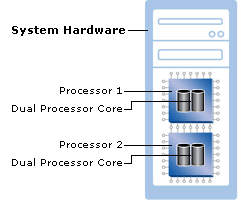 System Hardware
Processor 1
Dual Processor Core
Processor 2
Dual Processor Core